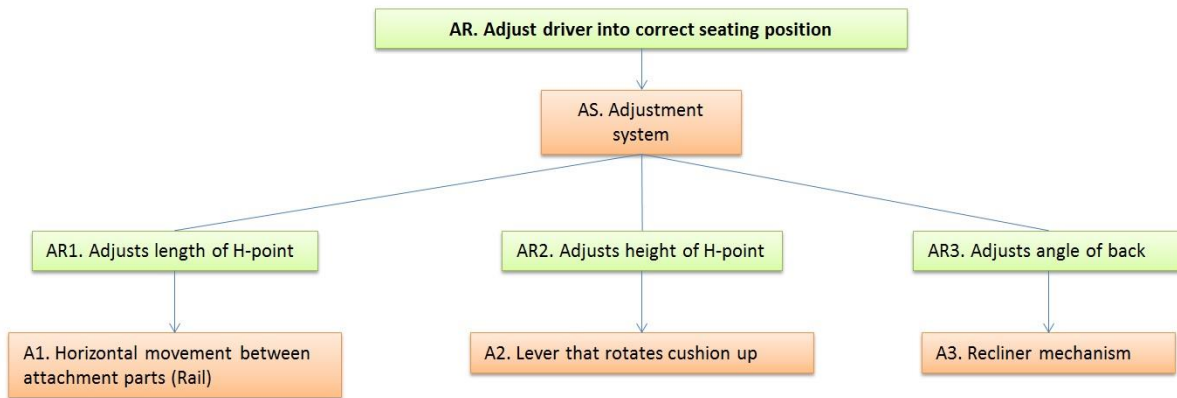 AR. Adjust driver into correct seating position
AS. Adjustment
system
AR1. Adjusts length of H-point
AR2. Adjusts height of H-point
AR3. Adjusts angle of back
A1. Horizontal movement between
attachment parts (Rail)
A2. Lever that rotates cushion up
A3. Recliner mechanism